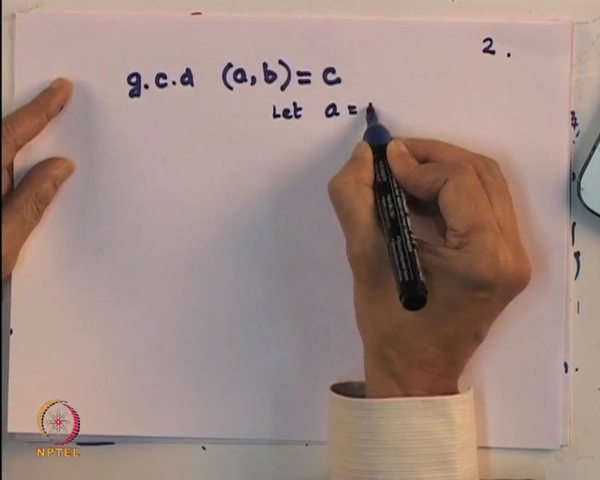 2.
g.c.d (a,b) = c
Let a =
NPTEL